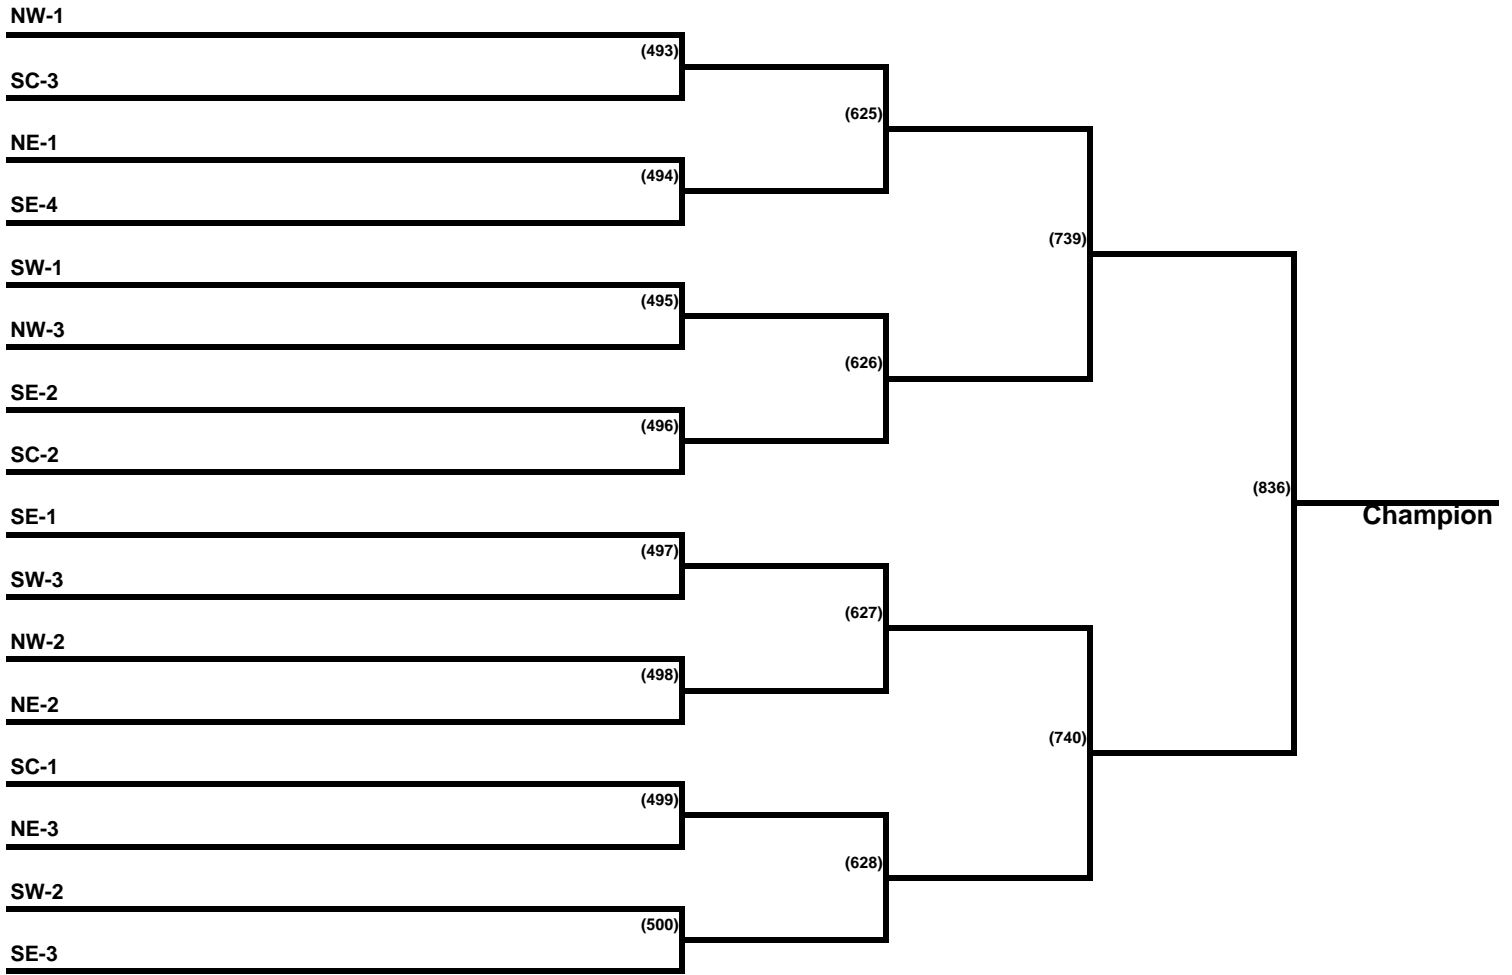 NW-1
(493)
SC-3
(625)
NE-1
(494)
SE-4
(739)
SW-1
(495)
NW-3
(626)
SE-2
(496)
SC-2
(836)
Champion
SE-1
(497)
SW-3
(627)
NW-2
(498)
NE-2
(740)
SC-1
(499)
NE-3
(628)
SW-2
(500)
SE-3